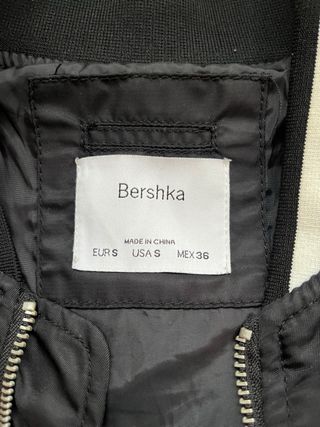 Bershka
MADE IN CHINA
EUR S USA S MEX 36